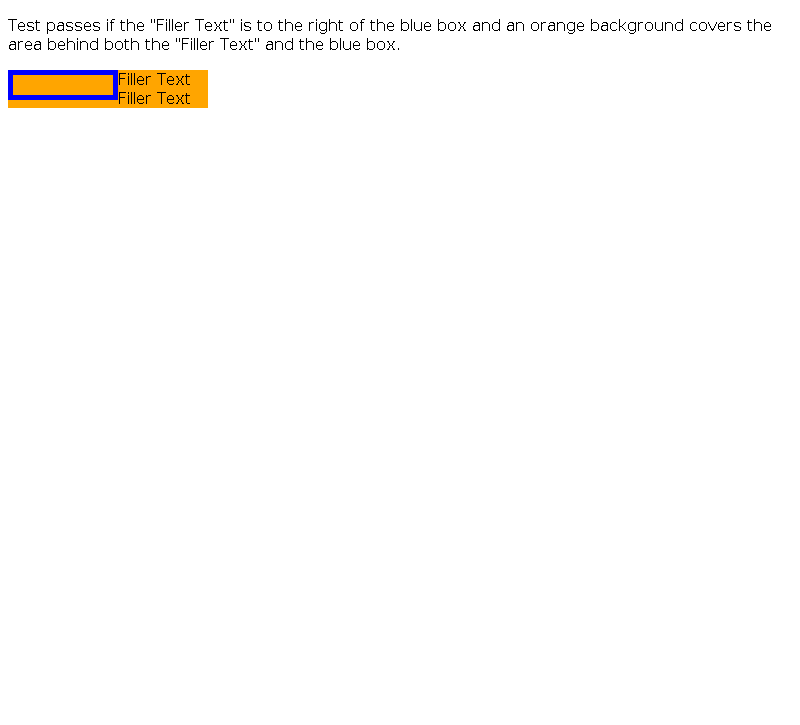 Test passes if the "Filler Text" is to the right of the blue box and an orange background covers the
area behind both the "Filler Text" and the blue box.
Filler Text
Filler Text